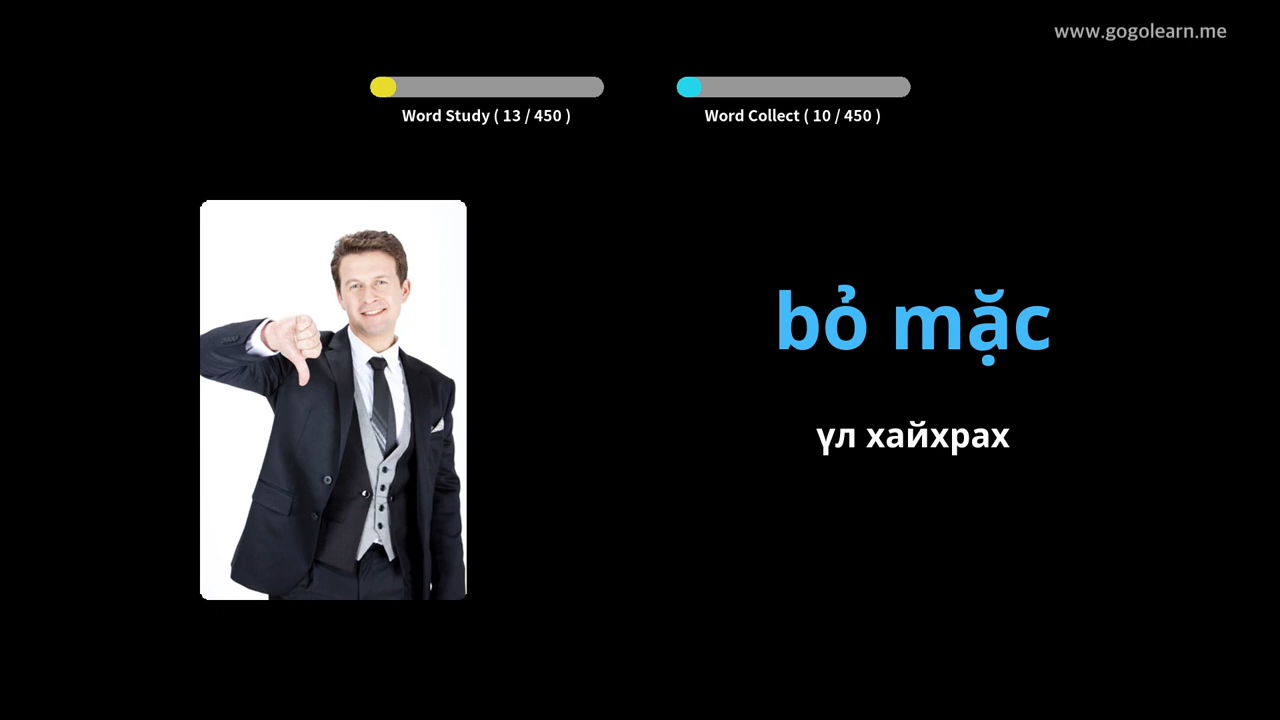 www.gogolearn.me
Word Study ( 13 / 450 )
Word Collect ( 10 / 450 )
bỏ mặc
үл хайхрах